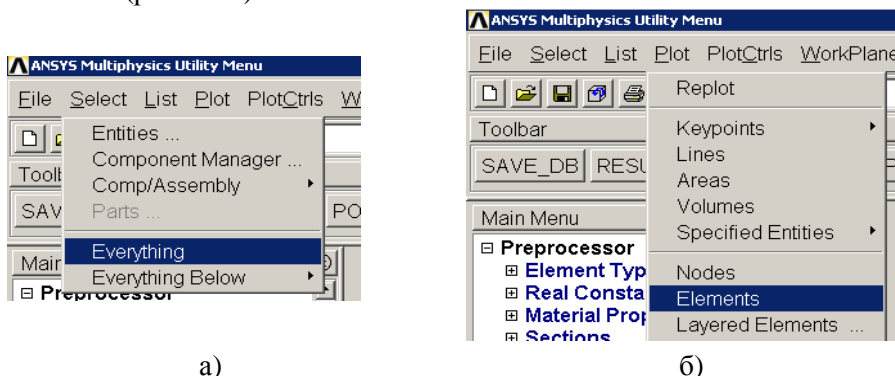 ANSYS Multiphysics Utility Menu
File Select List Plot PlotCtrls W
Entities ...
Component Manager ...
Toolb
Comp/Assembly
SAV Parts ... PO
Everything
Mair Everything Below
Preprocessor
а)
ANSYS Multiphysics Utility Menu
File Select List Plot PlotCtrls WorkPlane
Replot
Toolbar Keypoints
Lines
SAVE_DB RESU
Areas
Volumes
Main Menu Specified Entities
Preprocessor
Element Typ Nodes
Real Consta Elements
Material Prop Layered Elements ...
Sections
б)